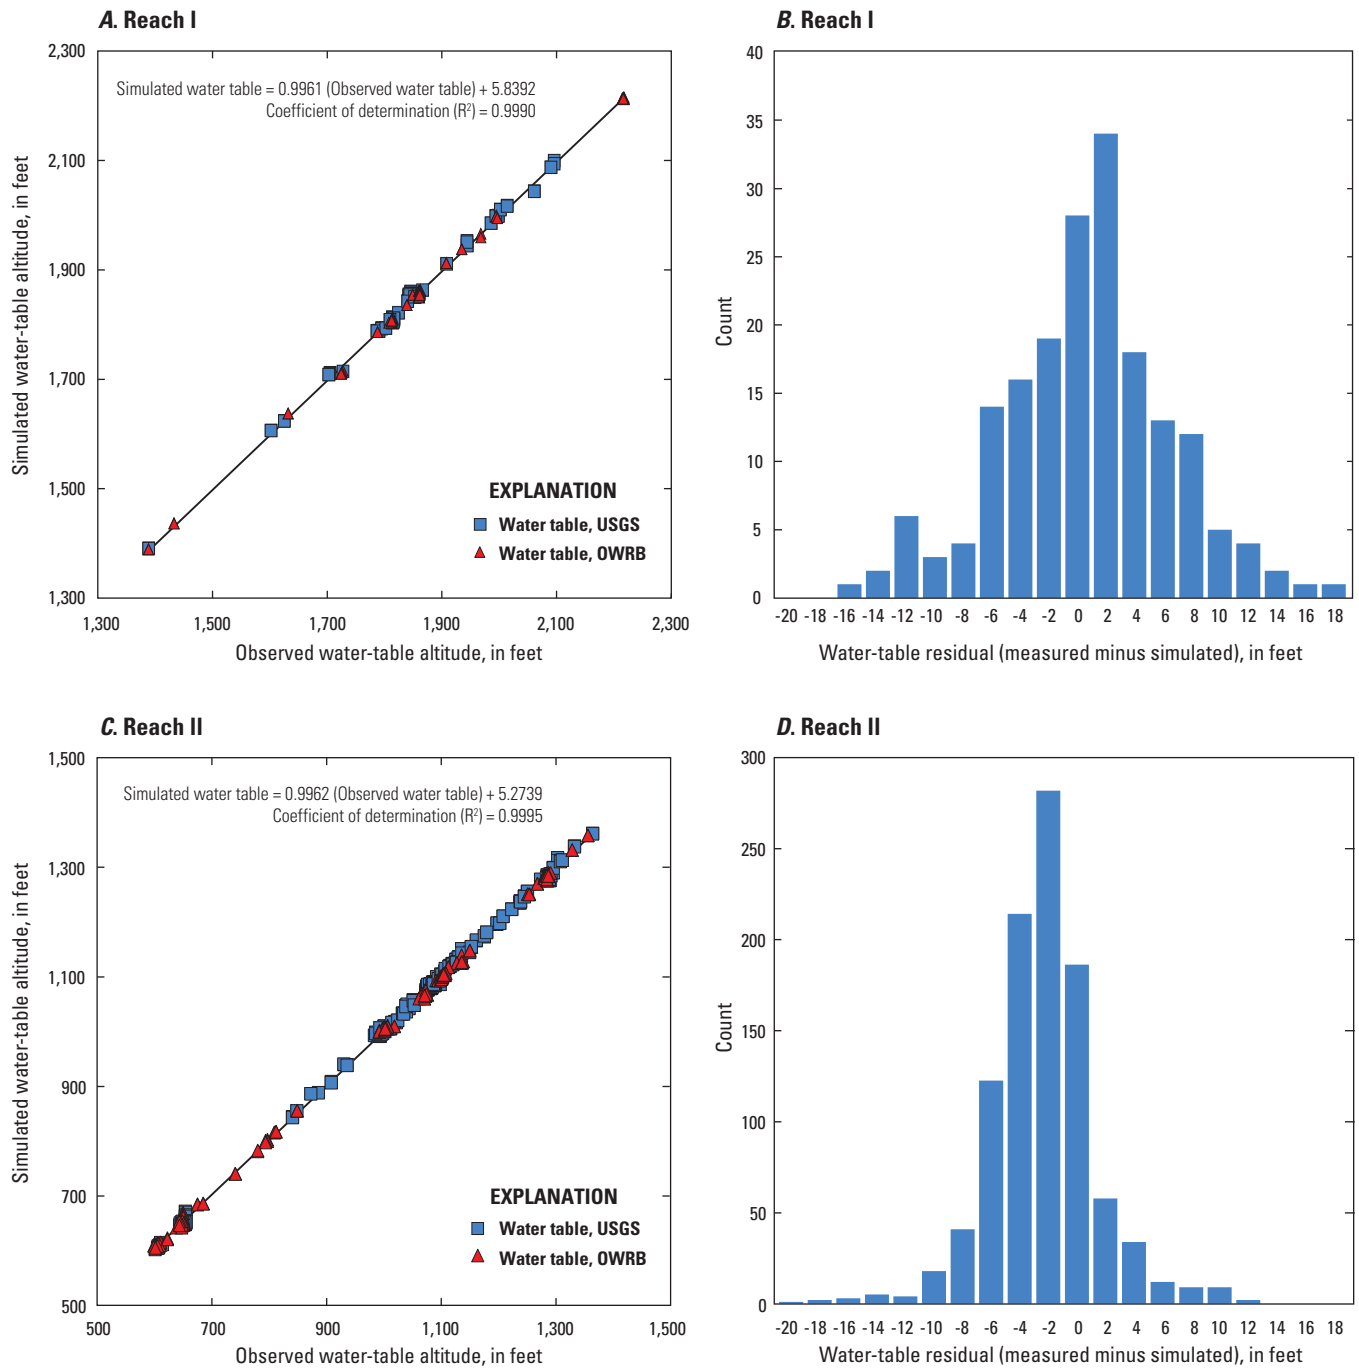 A. Reach I
2,300
2,100
1,900
1,700
1,500
1,300
Simulated water-table altitude, in feet
Simulated water table = 0.9961 (Observed water table) + 5.8392
Coefficient of determination (R²) = 0.9990
EXPLANATION
Water table, USGS
Water table, OWRB
1,300 1,500 1,700 1,900 2,100 2,300
Observed water-table altitude, in feet
B. Reach I
40
35
30
25
20
15
10
5
0
Count
-20 -18 -16 -14 -12 -10 -8 -6 -4 -2 0 2 4 6 8 10 12 14 16 18
Water-table residual (measured minus simulated), in feet
C. Reach II
1,500
1,300
1,100
900
700
500
Simulated water-table altitude, in feet
Simulated water table = 0.9962 (Observed water table) + 5.2739
Coefficient of determination (R²) = 0.9995
EXPLANATION
Water table, USGS
Water table, OWRB
500 700 900 1,100 1,300 1,500
Observed water-table altitude, in feet
D. Reach II
300
250
200
150
100
50
0
Count
-20 -18 -16 -14 -12 -10 -8 -6 -4 -2 0 2 4 6 8 10 12 14 16 18
Water-table residual (measured minus simulated), in feet